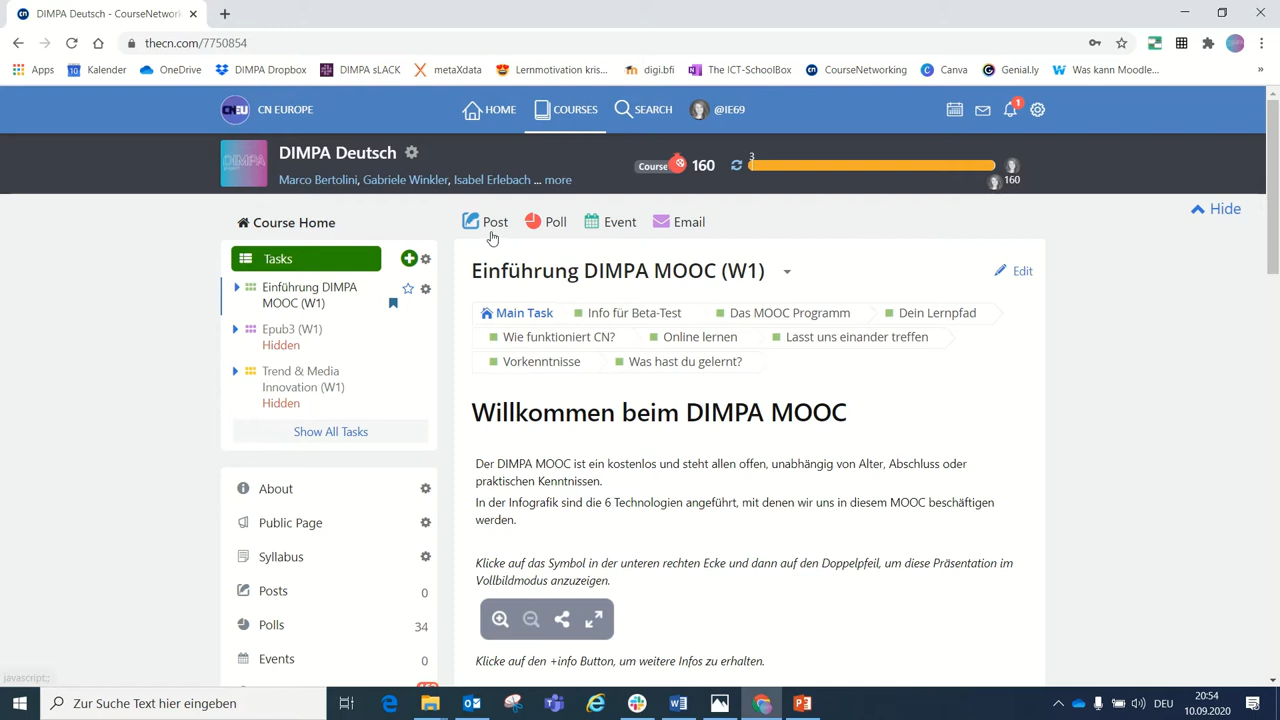 DIMPA Deutsch - CourseNetwork
thecn.com/7750854
Apps
Kalender
OneDrive
DIMPA Dropbox
DIMPA sLACK
metaXdata
Lernmotivation kris...
digi.bfi
The ICT-SchoolBox
CourseNetworking
Canva
Genial.ly
Was kann Moodle...
»
CNEU
CN EUROPE
HOME
COURSES
SEARCH
@IE69
1
DIMPA
DIMPA Deutsch
Marco Bertolini, Gabriele Winkler, Isabel Erlebach ... more
Course
160
3
160
Course Home
Post
Poll
Event
Email
Hide
Tasks
Einführung DIMPA
MOOC (W1)
Epub3 (W1)
Hidden
Trend & Media
Innovation (W1)
Hidden
Show All Tasks
About
Public Page
Syllabus
Posts 0
Polls 34
Events 0
Einführung DIMPA MOOC (W1)
Edit
Main Task
Info für Beta-Test
Das MOOC Programm
Dein Lernpfad
Wie funktioniert CN?
Online lernen
Lasst uns einander treffen
Vorkenntnisse
Was hast du gelernt?
Willkommen beim DIMPA MOOC
Der DIMPA MOOC ist ein kostenlos und steht allen offen, unabhängig von Alter, Abschluss oder
praktischen Kenntnissen.
In der Infografik sind die 6 Technologien angeführt, mit denen wir uns in diesem MOOC beschäftigen
werden.
Klicke auf das Symbol in der unteren rechten Ecke und dann auf den Doppelpfeil, um diese Präsentation im
Vollbildmodus anzuzeigen.
Klicke auf den +info Button, um weitere Infos zu erhalten.
javascript:;
Zur Suche Text hier eingeben
DEU
20:54
10.09.2020